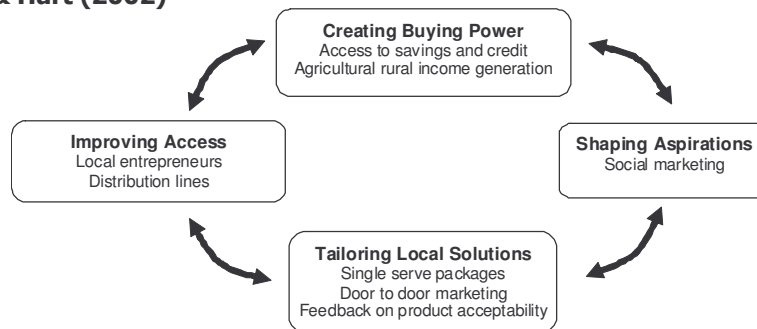 & Hart (2002)
Creating Buying Power
Access to savings and credit
Agricultural rural income generation
Improving Access
Local entrepreneurs
Distribution lines
Shaping Aspirations
Social marketing
Tailoring Local Solutions
Single serve packages
Door to door marketing
Feedback on product acceptability